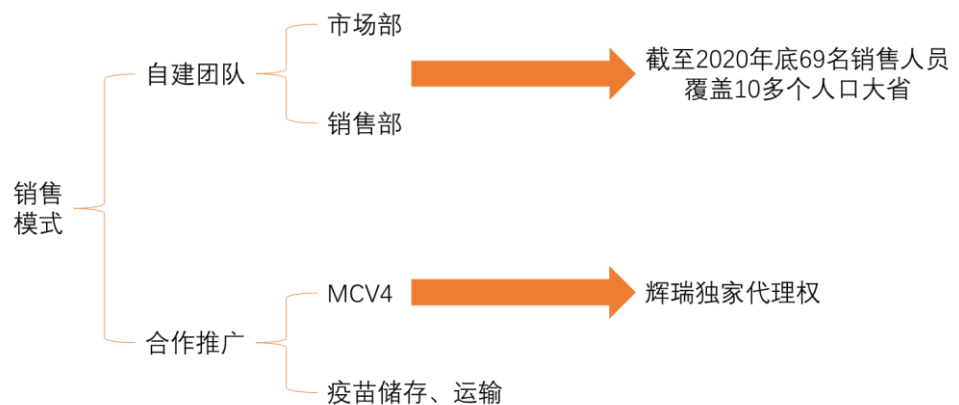 市场部
自建团队
截至2020年底69名销售人员
覆盖10多个人口大省
销售部
销售
模式
MCV4
辉瑞独家代理权
合作推广
疫苗储存、运输